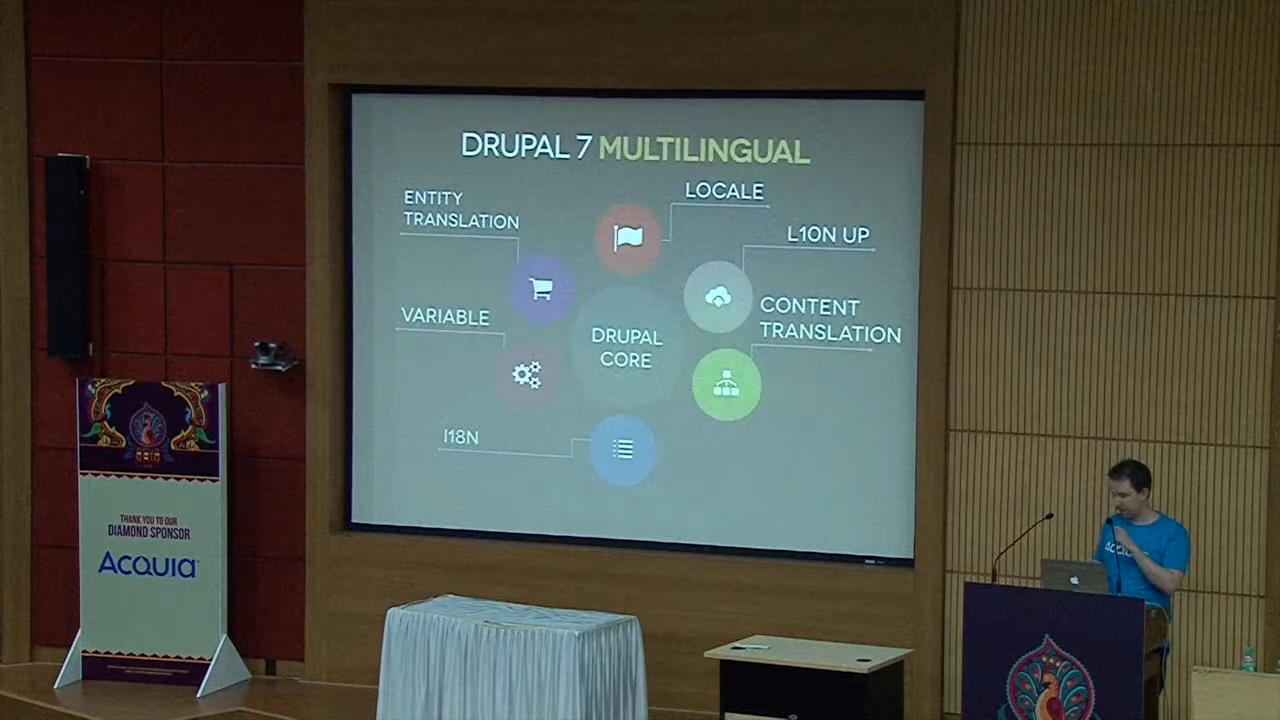 DRUPAL 7 MULTILINGUAL
ENTITY
TRANSLATION
LOCALE
L10N UP
VARIABLE
CONTENT
TRANSLATION
DRUPAL
CORE
I18N
THANK YOU TO OUR
DIAMOND SPONSOR
ACQUIA